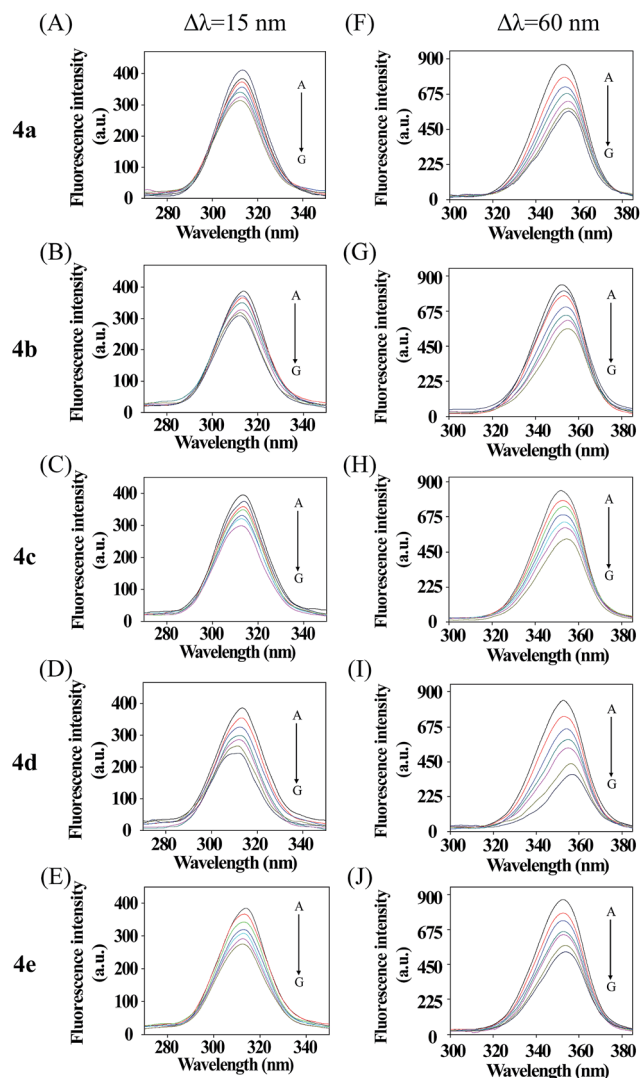 (A) Δλ=15 nm (F) Δλ=60 nm
4a
Fluorescence intensity
(a.u.)
400
300
200
100
0
280 300 320 340
Wavelength (nm)
A
G
Fluorescence intensity
(a.u.)
900
675
450
225
0
300 320 340 360 380
Wavelength (nm)
A
G
(B) (G)
4b
Fluorescence intensity
(a.u.)
400
300
200
100
0
280 300 320 340
Wavelength (nm)
A
G
Fluorescence intensity
(a.u.)
900
675
450
225
0
300 320 340 360 380
Wavelength (nm)
A
G
(C) (H)
4c
Fluorescence intensity
(a.u.)
400
300
200
100
0
280 300 320 340
Wavelength (nm)
A
G
Fluorescence intensity
(a.u.)
900
675
450
225
0
300 320 340 360 380
Wavelength (nm)
A
G
(D) (I)
4d
Fluorescence intensity
(a.u.)
400
300
200
100
0
280 300 320 340
Wavelength (nm)
A
G
Fluorescence intensity
(a.u.)
900
675
450
225
0
300 320 340 360 380
Wavelength (nm)
A
G
(E) (J)
4e
Fluorescence intensity
(a.u.)
400
300
200
100
0
280 300 320 340
Wavelength (nm)
A
G
Fluorescence intensity
(a.u.)
900
675
450
225
0
300 320 340 360 380
Wavelength (nm)
A
G